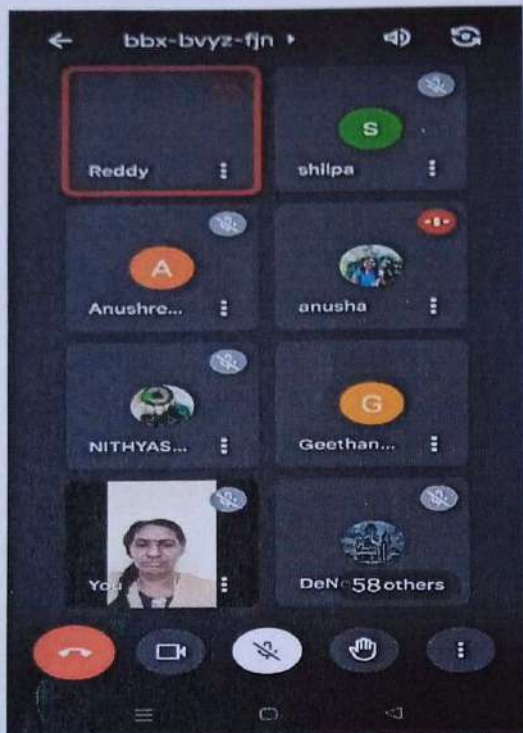 bbx-bvyz-fjn
Reddy
shilpa
S
Anushre...
A
anusha
NITHYAS...
Geethan...
G
You
58 others